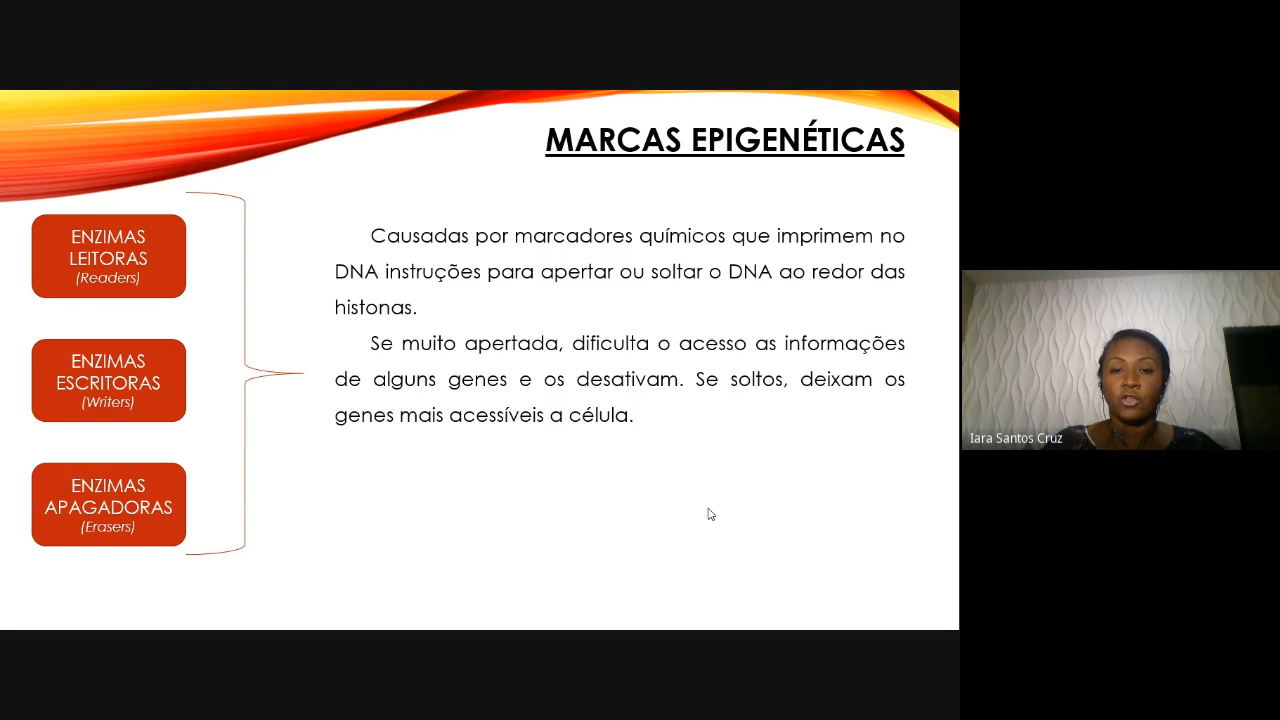 MARCAS EPIGENÉTICAS
ENZIMAS
LEITORAS
(Readers)
ENZIMAS
ESCRITORAS
(Writers)
ENZIMAS
APAGADORAS
(Erasers)
Causadas por marcadores químicos que imprimem no
DNA instruções para apertar ou soltar o DNA ao redor das
histonas.
Se muito apertada, dificulta o acesso as informações
de alguns genes e os desativam. Se soltos, deixam os
genes mais acessíveis a célula.
Iara Santos Cruz